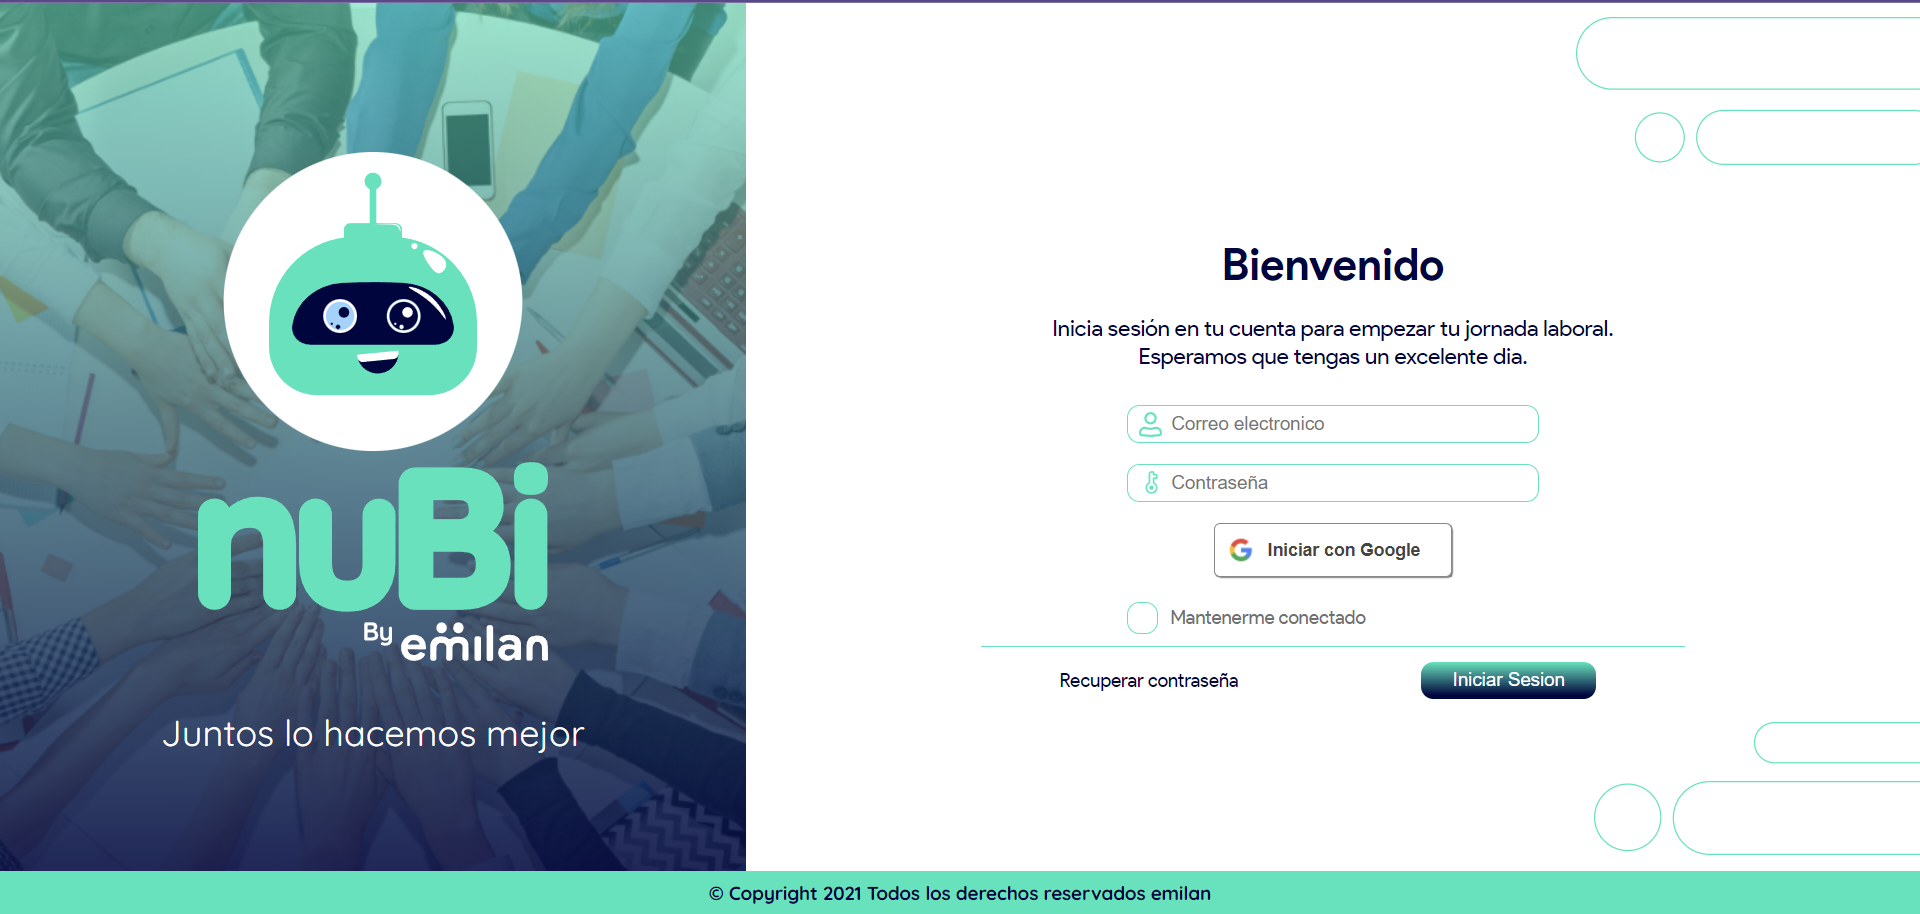 nuBi
By emilan
Juntos lo hacemos mejor
Bienvenido
Inicia sesión en tu cuenta para empezar tu jornada laboral.
Esperamos que tengas un excelente dia.
Correo electronico
Contraseña
Iniciar con Google
Mantenerme conectado
Recuperar contraseña
Iniciar Sesion
© Copyright 2021 Todos los derechos reservados emilan